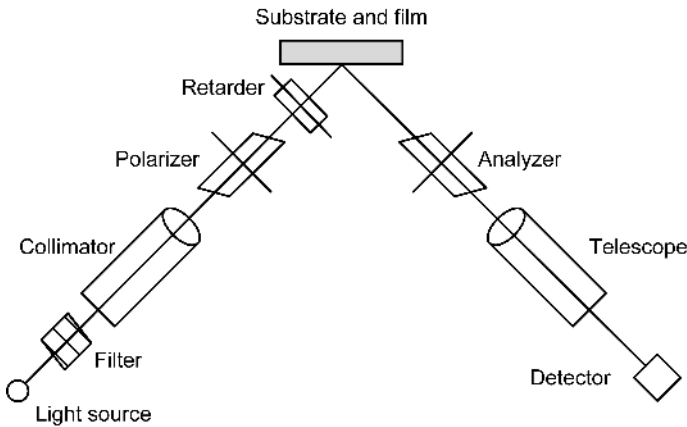 Substrate and film
Retarder
Polarizer
Analyzer
Collimator
Telescope
Filter
Detector
Light source